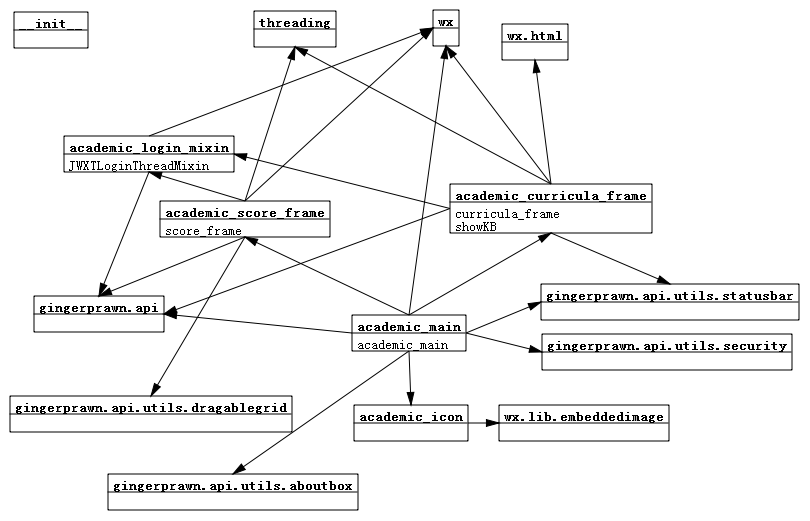 __init__
threading
wx
wx.html
academic_login_mixin
JWXTLoginThreadMixin
academic_score_frame
score_frame
academic_curricula_frame
curricula_frame
showKB
gingerprawn.api
gingerprawn.api.utils.statusbar
academic_main
academic_main
gingerprawn.api.utils.security
gingerprawn.api.utils.dragablegrid
academic_icon
wx.lib.embeddedimage
gingerprawn.api.utils.aboutbox